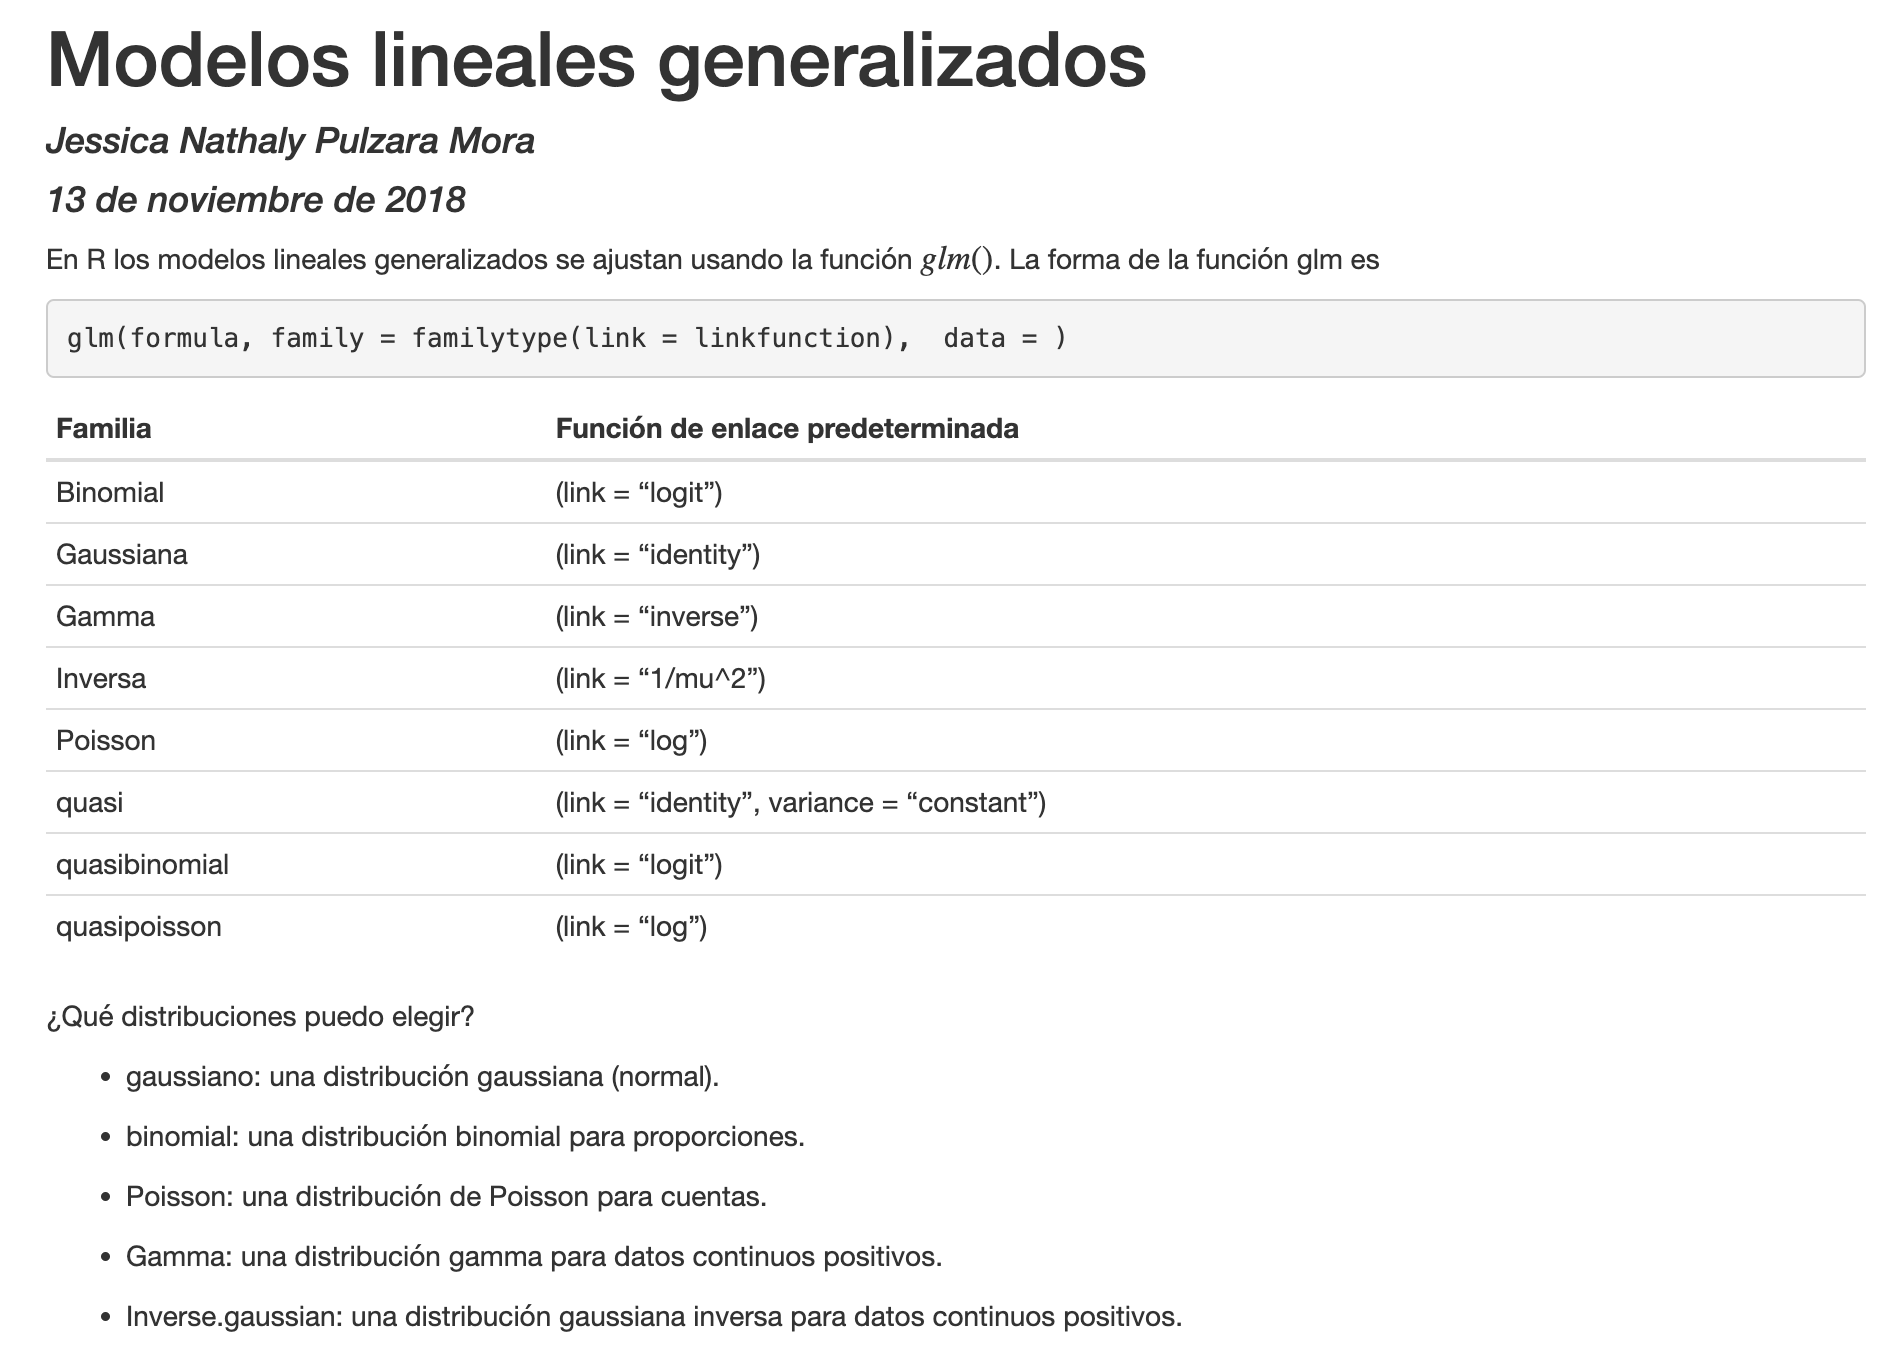 Modelos lineales generalizados
Jessica Nathaly Pulzara Mora
13 de noviembre de 2018
En R los modelos lineales generalizados se ajustan usando la función glm(). La forma de la función glm es
glm(formula, family = familytype(link = linkfunction),  data = )
Familia Función de enlace predeterminada
Binomial (link = “logit”)
Gaussiana (link = “identity”)
Gamma (link = “inverse”)
Inversa (link = “1/mu^2”)
Poisson (link = “log”)
quasi (link = “identity”, variance = “constant”)
quasibinomial (link = “logit”)
quasipoisson (link = “log”)
¿Qué distribuciones puedo elegir?
• gaussiano: una distribución gaussiana (normal).
• binomial: una distribución binomial para proporciones.
• Poisson: una distribución de Poisson para cuentas.
• Gamma: una distribución gamma para datos continuos positivos.
• Inverse.gaussian: una distribución gaussiana inversa para datos continuos positivos.